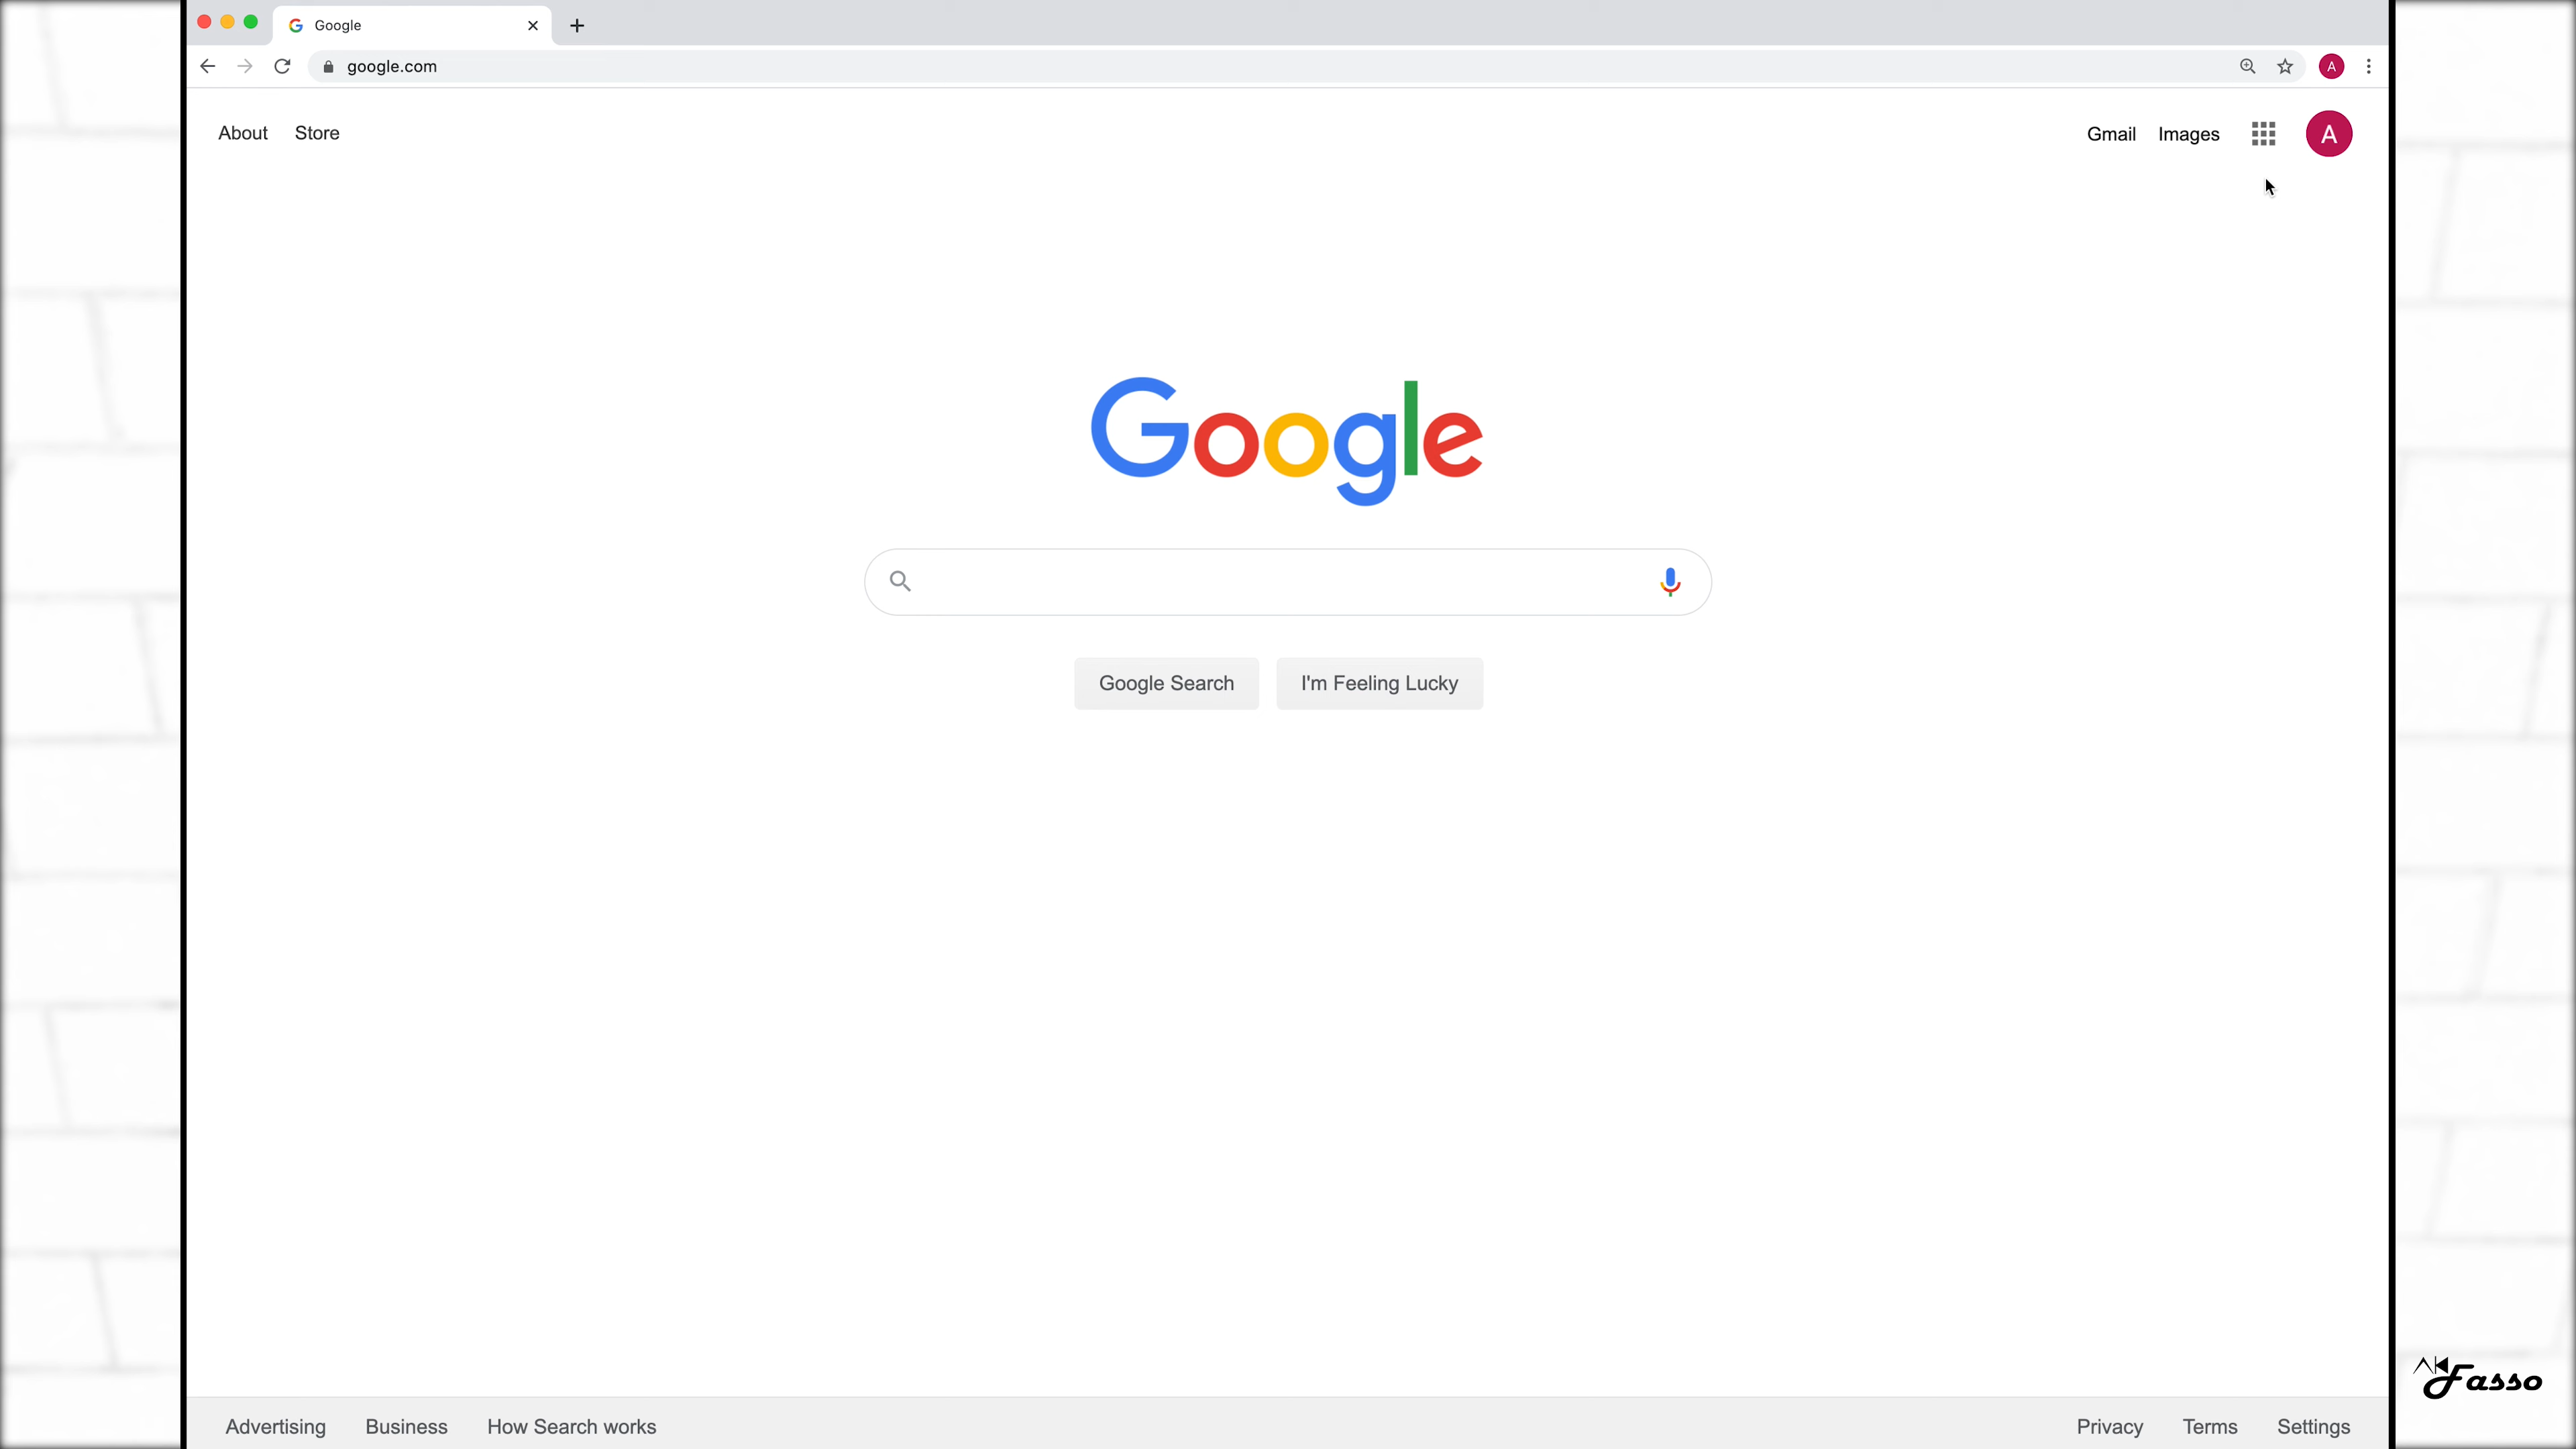 Google
google.com
A
About Store
Gmail Images
A
Google
Google Search I'm Feeling Lucky
Fasso
Advertising Business How Search works
Privacy Terms Settings